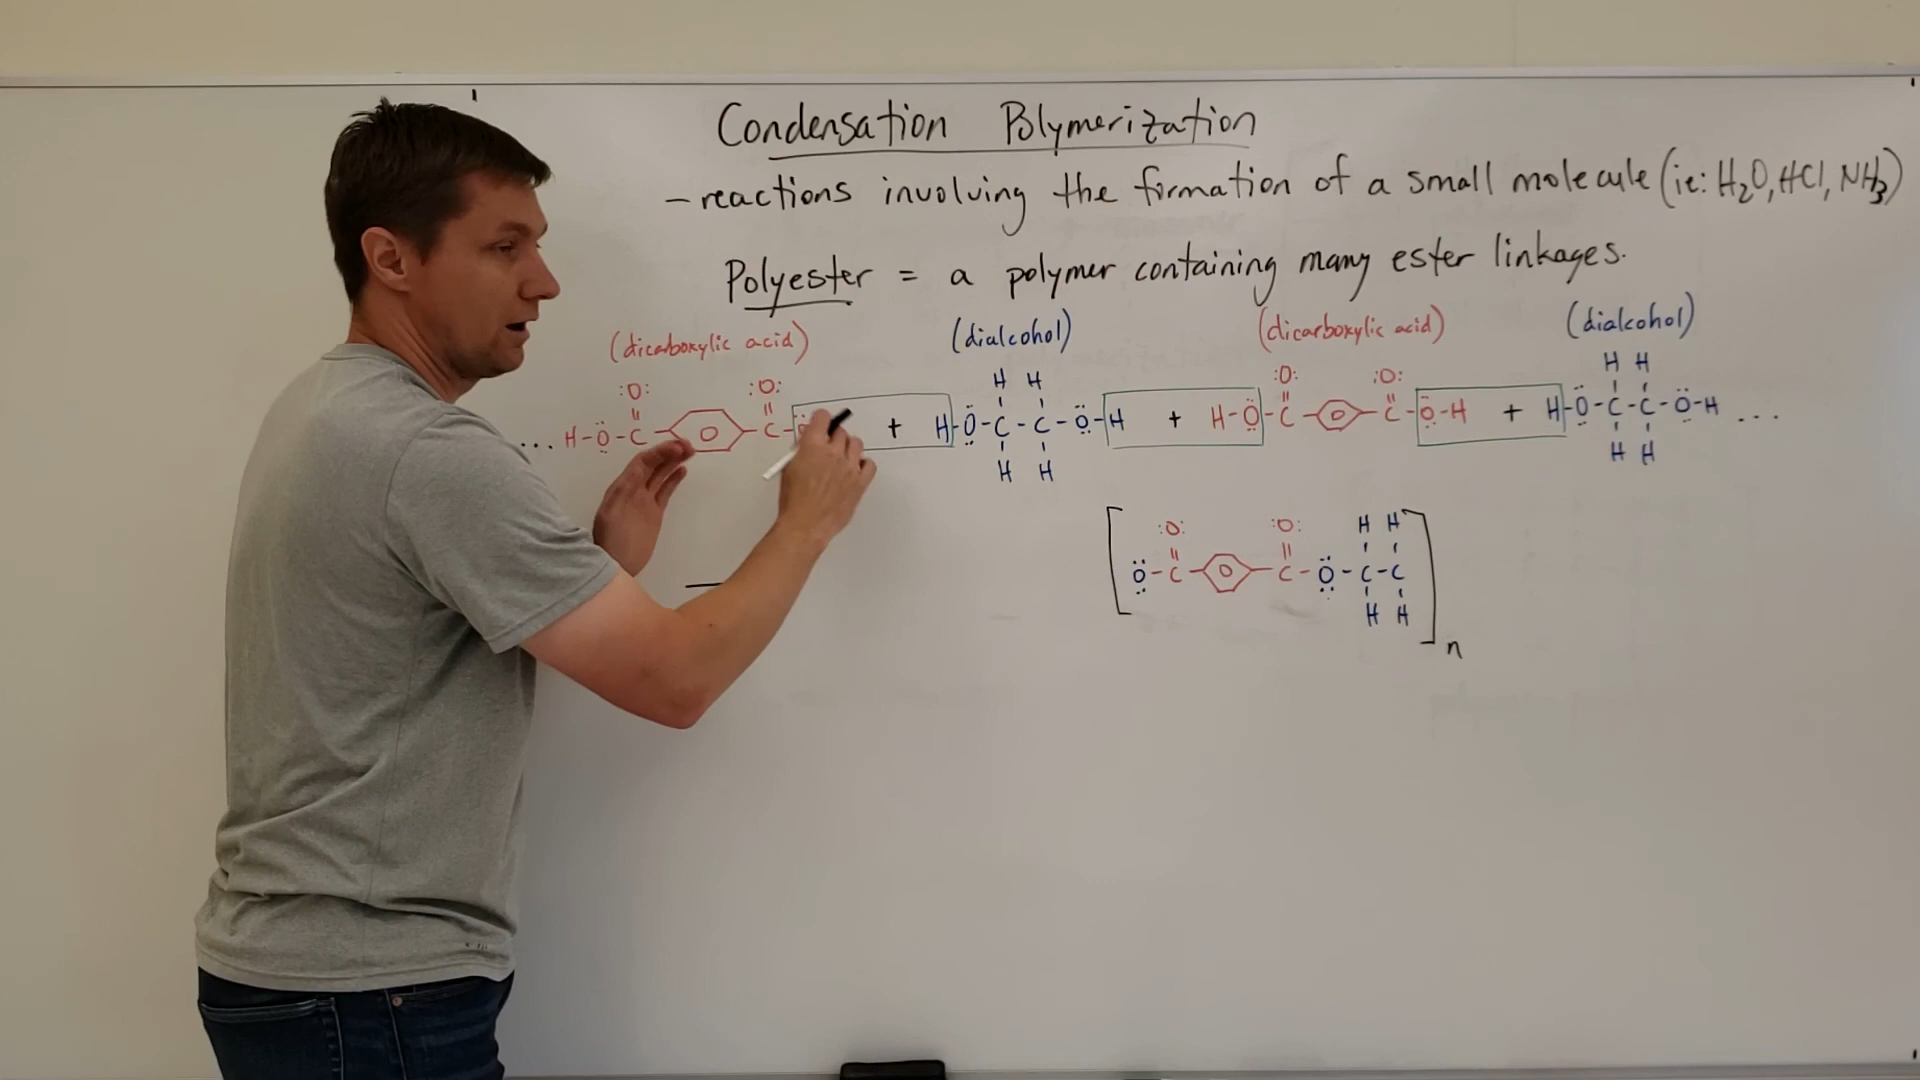 Condensation Polymerization
- reactions involving the formation of a small molecule (ie: H₂O, HCl, NH₃)
Polyester = a polymer containing many ester linkages.
(dicarboxylic acid) (dialcohol) (dicarboxylic acid) (dialcohol)
:O: :O: H H :O: :O: H H
... H-O-C- -C-O + H-O-C-C-O-H + H-O-C- -C-O-H + H-O-C-C-O-H ...
H H H H
:O: :O: H H
[O-C- -C-O-C-C]
H H
n